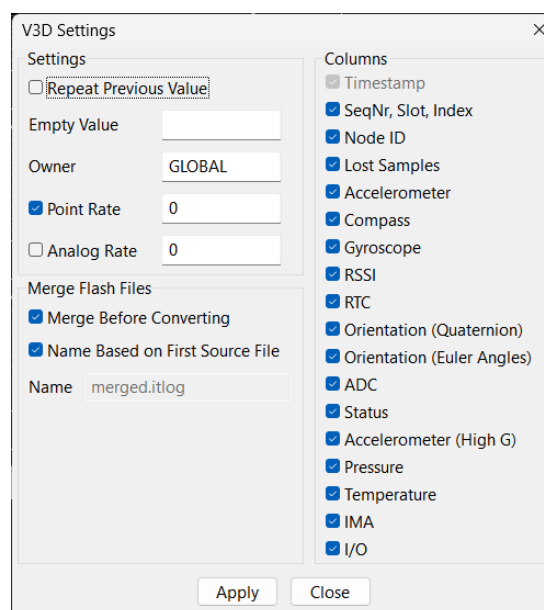 V3D Settings
Settings
Repeat Previous Value
Empty Value
Owner GLOBAL
Point Rate 0
Analog Rate 0
Merge Flash Files
Merge Before Converting
Name Based on First Source File
Name merged.itlog
Columns
Timestamp
SeqNr, Slot, Index
Node ID
Lost Samples
Accelerometer
Compass
Gyroscope
RSSI
RTC
Orientation (Quaternion)
Orientation (Euler Angles)
ADC
Status
Accelerometer (High G)
Pressure
Temperature
IMA
I/O
Apply Close